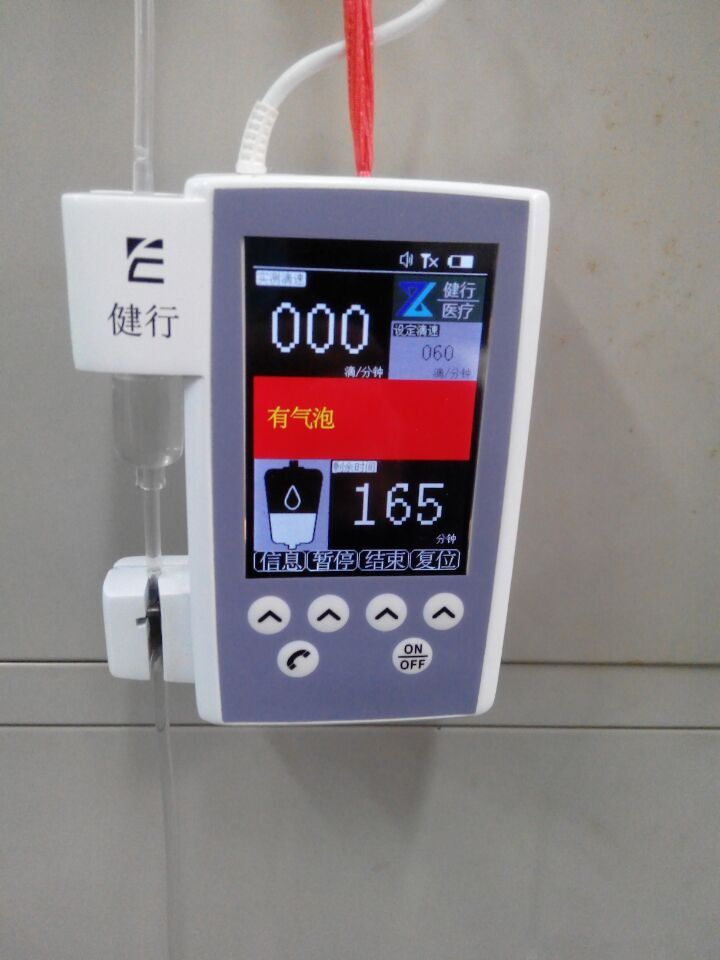 健行
实测滴速
000
滴/分钟
健行
医疗
设定滴速
060
滴/分钟
有气泡
剩余时间
165
分钟
信息 暂停 结束 复位
ON
OFF